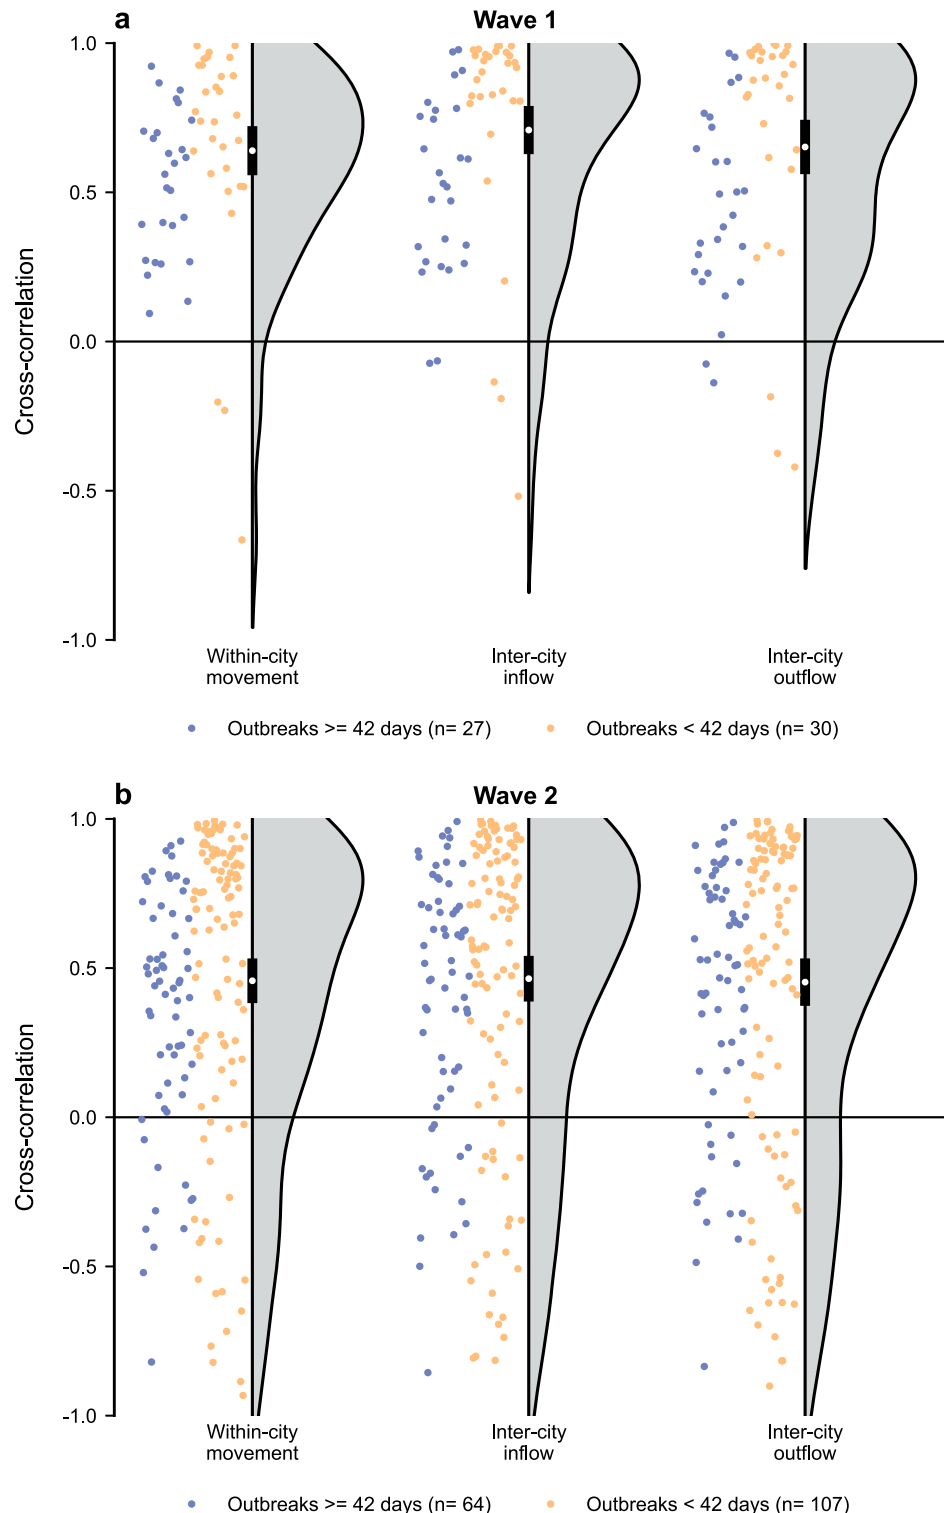 a
Wave 1
1.0
0.5
0.0
-0.5
-1.0
Cross-correlation
Within-city
movement
Inter-city
inflow
Inter-city
outflow
Outbreaks >= 42 days (n= 27)
Outbreaks < 42 days (n= 30)
b
Wave 2
1.0
0.5
0.0
-0.5
-1.0
Cross-correlation
Within-city
movement
Inter-city
inflow
Inter-city
outflow
Outbreaks >= 42 days (n= 64)
Outbreaks < 42 days (n= 107)